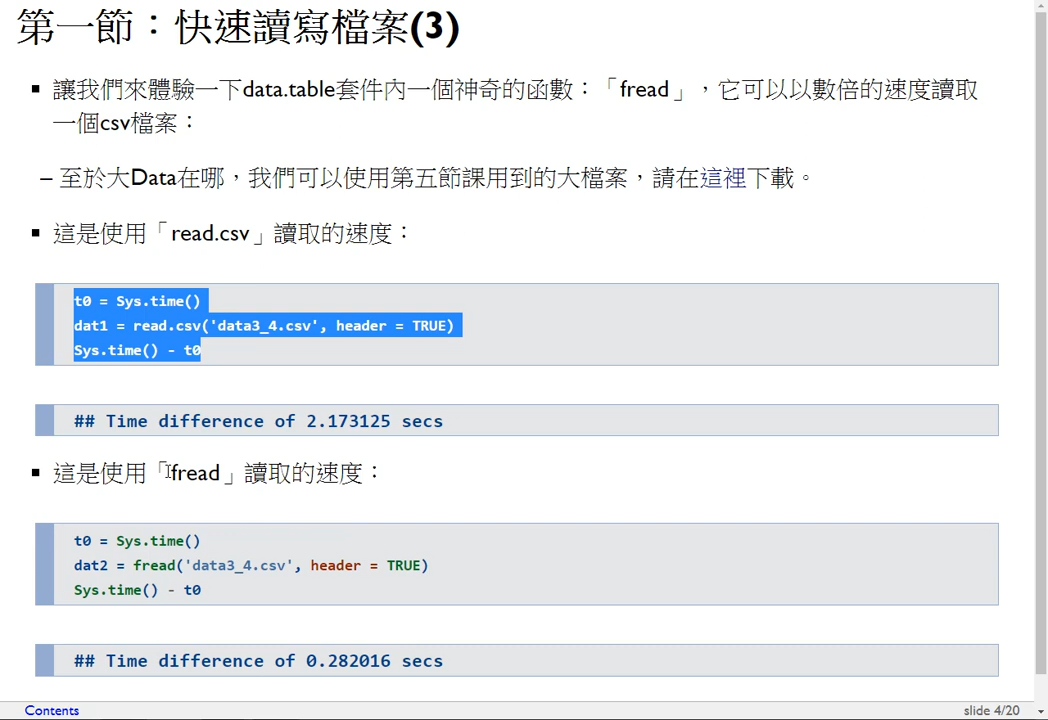 第一節：快速讀寫檔案(3)
讓我們來體驗一下data.table套件內一個神奇的函數：「fread」，它可以以數倍的速度讀取
一個csv檔案：
– 至於大Data在哪，我們可以使用第五節課用到的大檔案，請在這裡下載。
這是使用「read.csv」讀取的速度：
t0 = Sys.time()
dat1 = read.csv('data3_4.csv', header = TRUE)
Sys.time() - t0
## Time difference of 2.173125 secs
這是使用「fread」讀取的速度：
t0 = Sys.time()
dat2 = fread('data3_4.csv', header = TRUE)
Sys.time() - t0
## Time difference of 0.282016 secs
Contents
slide 4/20